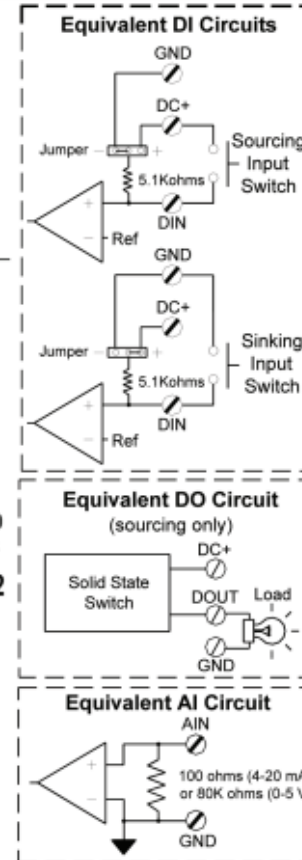 Equivalent DI Circuits
GND
DC+
Jumper - +
Sourcing
Input
Switch
5.1Kohms
+
-
Ref
DIN
GND
DC+
Jumper - +
Sinking
Input
Switch
5.1Kohms
+
-
Ref
DIN
Equivalent DO Circuit
(sourcing only)
DC+
Solid State
Switch
DOUT
Load
GND
2
Equivalent AI Circuit
AIN
+
-
100 ohms (4-20 mA
or 80K ohms (0-5 V
GND